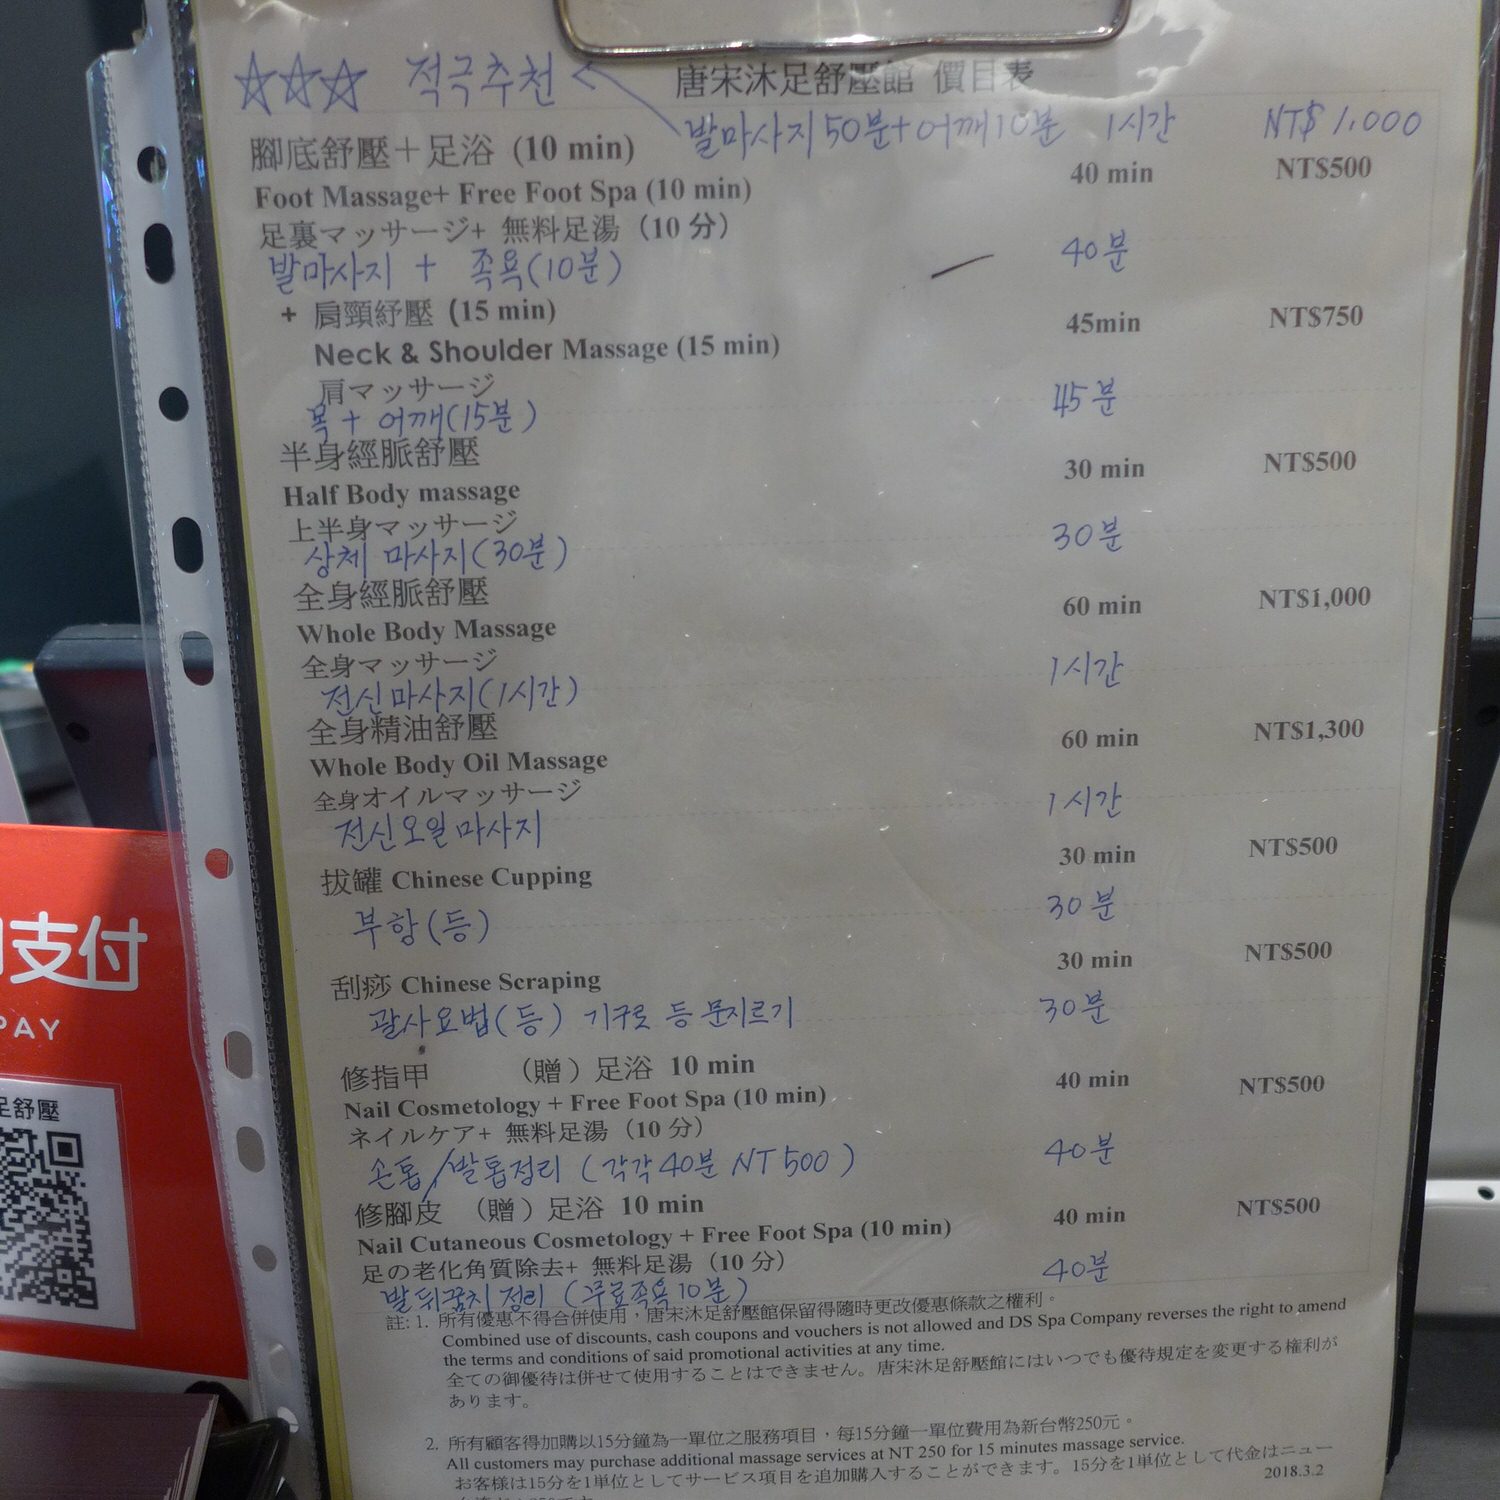 ☆☆☆ 적극추천
唐宋沐足舒壓館 價目表
발마사지 50분+어깨10분 1시간 NT$ 1,000
腳底舒壓+足浴 (10 min)
Foot Massage+ Free Foot Spa (10 min) 40 min NT$500
足裏マッサージ+ 無料足湯 (10 分)
발마사지 + 족욕(10분) 40분
+ 肩頸紓壓 (15 min)
Neck & Shoulder Massage (15 min) 45min NT$750
肩マッサージ
목 + 어깨(15분) 45분
半身經脈舒壓
Half Body massage 30 min NT$500
上半身マッサージ
상체 마사지(30분) 30분
全身經脈舒壓
Whole Body Massage 60 min NT$1,000
全身マッサージ
전신마사지(1시간) 1시간
全身精油舒壓
Whole Body Oil Massage 60 min NT$1,300
全身オイルマッサージ
전신오일마사지 1시간
拔罐 Chinese Cupping 30 min NT$500
부항(등) 30분
刮痧 Chinese Scraping 30 min NT$500
괄사요법(등) 기구로 등 문지르기 30분
修指甲 (贈) 足浴 10 min
Nail Cosmetology + Free Foot Spa (10 min) 40 min NT$500
ネイルケア+ 無料足湯 (10 分)
손톱/발톱정리 (각각 40분 NT 500) 40분
修腳皮 (贈) 足浴 10 min
Nail Cutaneous Cosmetology + Free Foot Spa (10 min) 40 min NT$500
足の老化角質除去+ 無料足湯 (10 分)
발뒤꿈치 정리 (무료족욕 10분) 40분
註: 1. 所有優惠不得合併使用，唐宋沐足舒壓館保留得隨時更改優惠條款之權利。
Combined use of discounts, cash coupons and vouchers is not allowed and DS Spa Company reverses the right to amend
the terms and conditions of said promotional activities at any time.
全ての御優待は併せて使用することはできません。唐宋沐足舒壓館にはいつでも優待規定を変更する権利が
あります。
2. 所有顧客得加購以15分鐘為一單位之服務項目，每15分鐘一單位費用為新台幣250元。
All customers may purchase additional massage services at NT 250 for 15 minutes massage service.
お客様は15分を1単位としてサービス項目を追加購入することができます。15分を1単位として代金はニュー
2018.3.2
支付
PAY
足舒壓